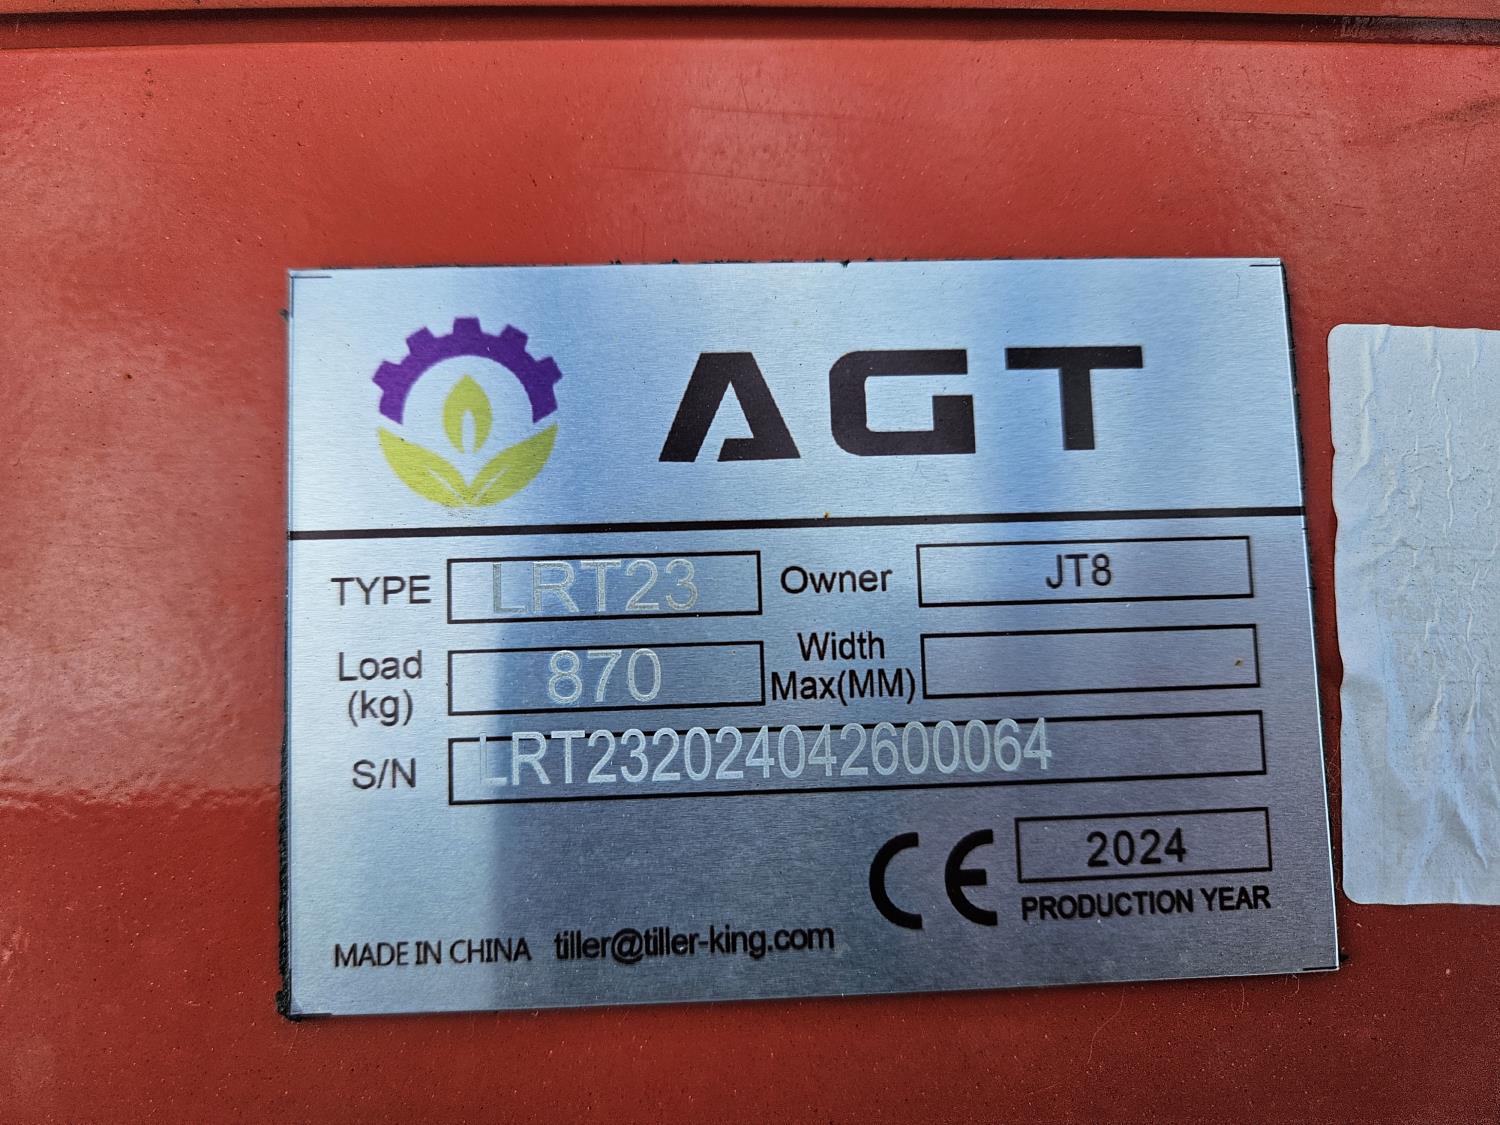 AGT
TYPE LRT23 Owner JT8
Load (kg) 870 Width Max(MM)
S/N LRT232024042600064
CE 2024
PRODUCTION YEAR
MADE IN CHINA tiller@tiller-king.com